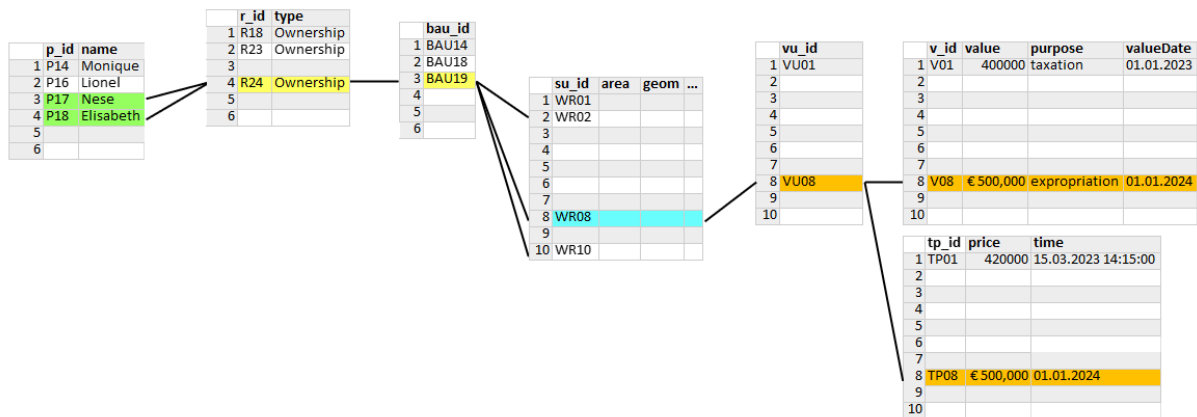 p_id name
1 P14 Monique
2 P16 Lionel
3 P17 Nese
4 P18 Elisabeth
5
6
r_id type
1 R18 Ownership
2 R23 Ownership
3
4 R24 Ownership
5
6
bau_id
1 BAU14
2 BAU18
3 BAU19
4
5
6
su_id area geom ...
1 WR01
2 WR02
3
4
5
6
7
8 WR08
9
10 WR10
vu_id
1 VU01
2
3
4
5
6
7
8 VU08
9
10
v_id value purpose valueDate
1 V01 400000 taxation 01.01.2023
2
3
4
5
6
7
8 V08 € 500,000 expropriation 01.01.2024
9
10
tp_id price time
1 TP01 420000 15.03.2023 14:15:00
2
3
4
5
6
7
8 TP08 € 500,000 01.01.2024
9
10